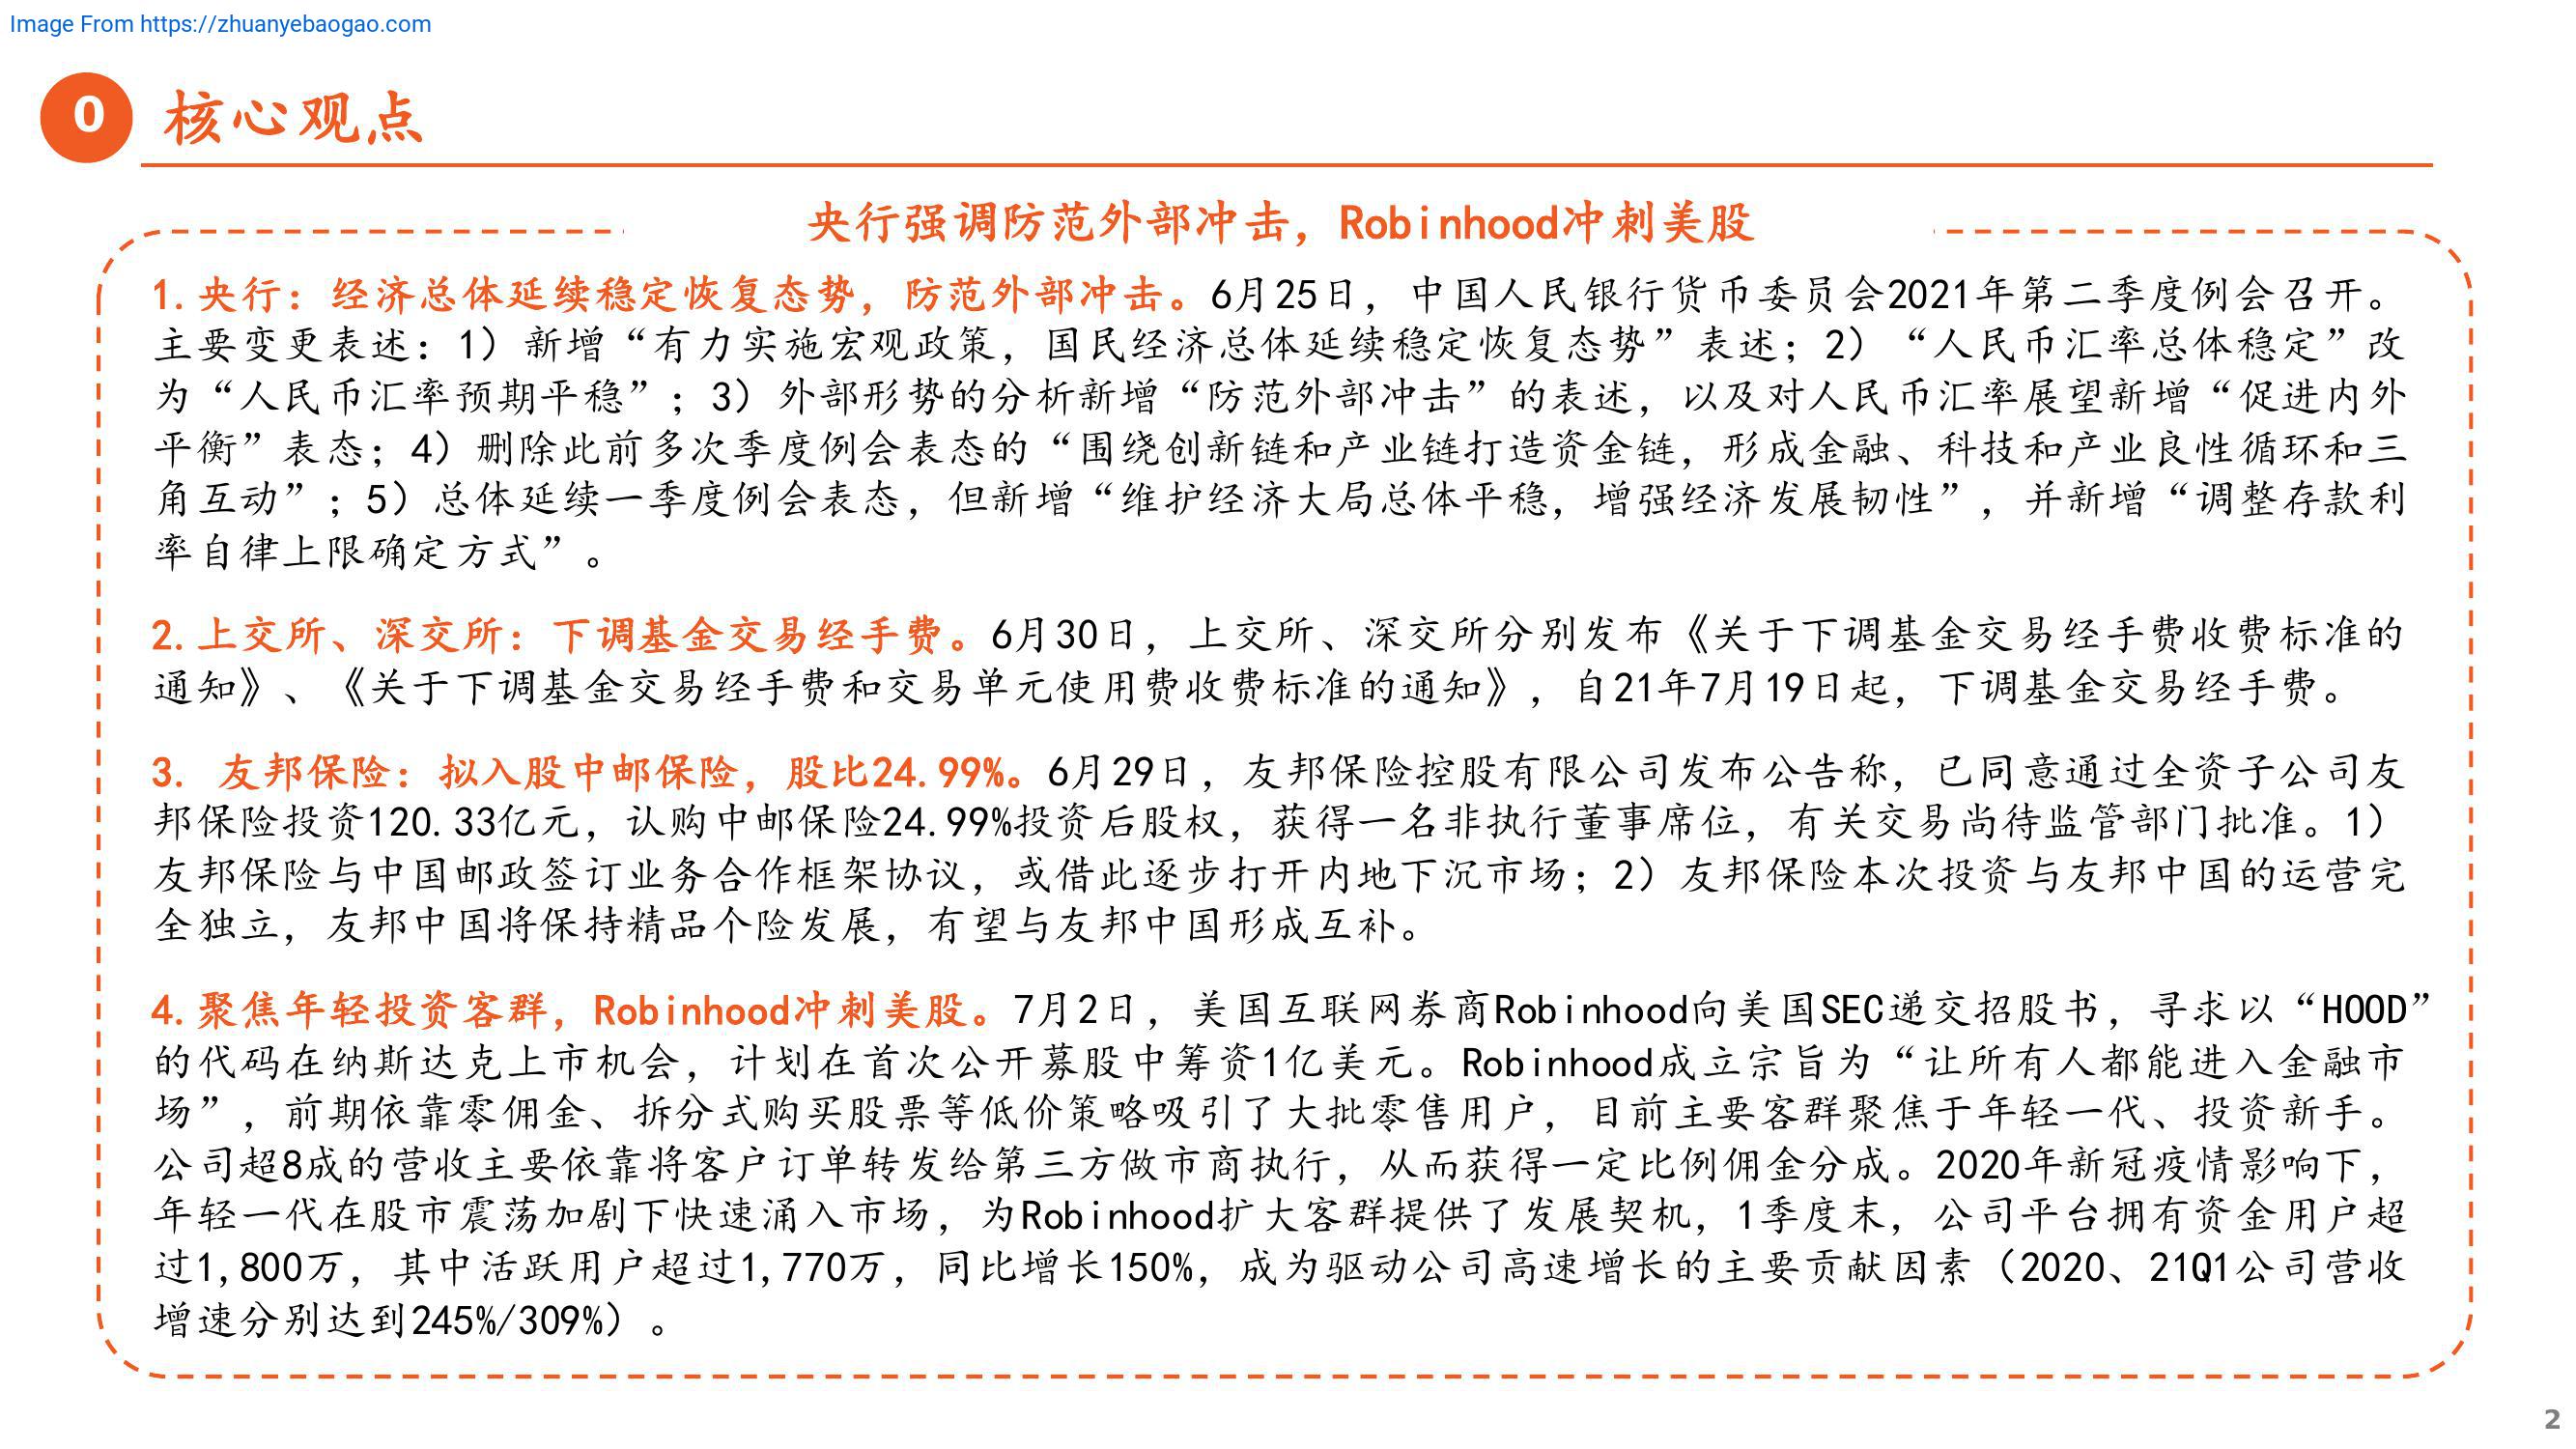 Image From https://zhuanyebaogao.com
0 核心观点
央行强调防范外部冲击，Robinhood冲刺美股
1.央行：经济总体延续稳定恢复态势，防范外部冲击。6月25日，中国人民银行货币委员会2021年第二季度例会召开。
主要变更表述：1）新增“有力实施宏观政策，国民经济总体延续稳定恢复态势”表述；2）“人民币汇率总体稳定”改
为“人民币汇率预期平稳”；3）外部形势的分析新增“防范外部冲击”的表述，以及对人民币汇率展望新增“促进内外
平衡”表态；4）删除此前多次季度例会表态的“围绕创新链和产业链打造资金链，形成金融、科技和产业良性循环和三
角互动”；5）总体延续一季度例会表态，但新增“维护经济大局总体平稳，增强经济发展韧性”，并新增“调整存款利
率自律上限确定方式”。
2.上交所、深交所：下调基金交易经手费。6月30日，上交所、深交所分别发布《关于下调基金交易经手费收费标准的
通知》、《关于下调基金交易经手费和交易单元使用费收费标准的通知》，自21年7月19日起，下调基金交易经手费。
3. 友邦保险：拟入股中邮保险，股比24.99%。6月29日，友邦保险控股有限公司发布公告称，已同意通过全资子公司友
邦保险投资120.33亿元，认购中邮保险24.99%投资后股权，获得一名非执行董事席位，有关交易尚待监管部门批准。1）
友邦保险与中国邮政签订业务合作框架协议，或借此逐步打开内地下沉市场；2）友邦保险本次投资与友邦中国的运营完
全独立，友邦中国将保持精品个险发展，有望与友邦中国形成互补。
4.聚焦年轻投资客群，Robinhood冲刺美股。7月2日，美国互联网券商Robinhood向美国SEC递交招股书，寻求以“HOOD”
的代码在纳斯达克上市机会，计划在首次公开募股中筹资1亿美元。Robinhood成立宗旨为“让所有人都能进入金融市
场”，前期依靠零佣金、拆分式购买股票等低价策略吸引了大批零售用户，目前主要客群聚焦于年轻一代、投资新手。
公司超8成的营收主要依靠将客户订单转发给第三方做市商执行，从而获得一定比例佣金分成。2020年新冠疫情影响下，
年轻一代在股市震荡加剧下快速涌入市场，为Robinhood扩大客群提供了发展契机，1季度末，公司平台拥有资金用户超
过1,800万，其中活跃用户超过1,770万，同比增长150%，成为驱动公司高速增长的主要贡献因素（2020、21Q1公司营收
增速分别达到245%/309%）。
2